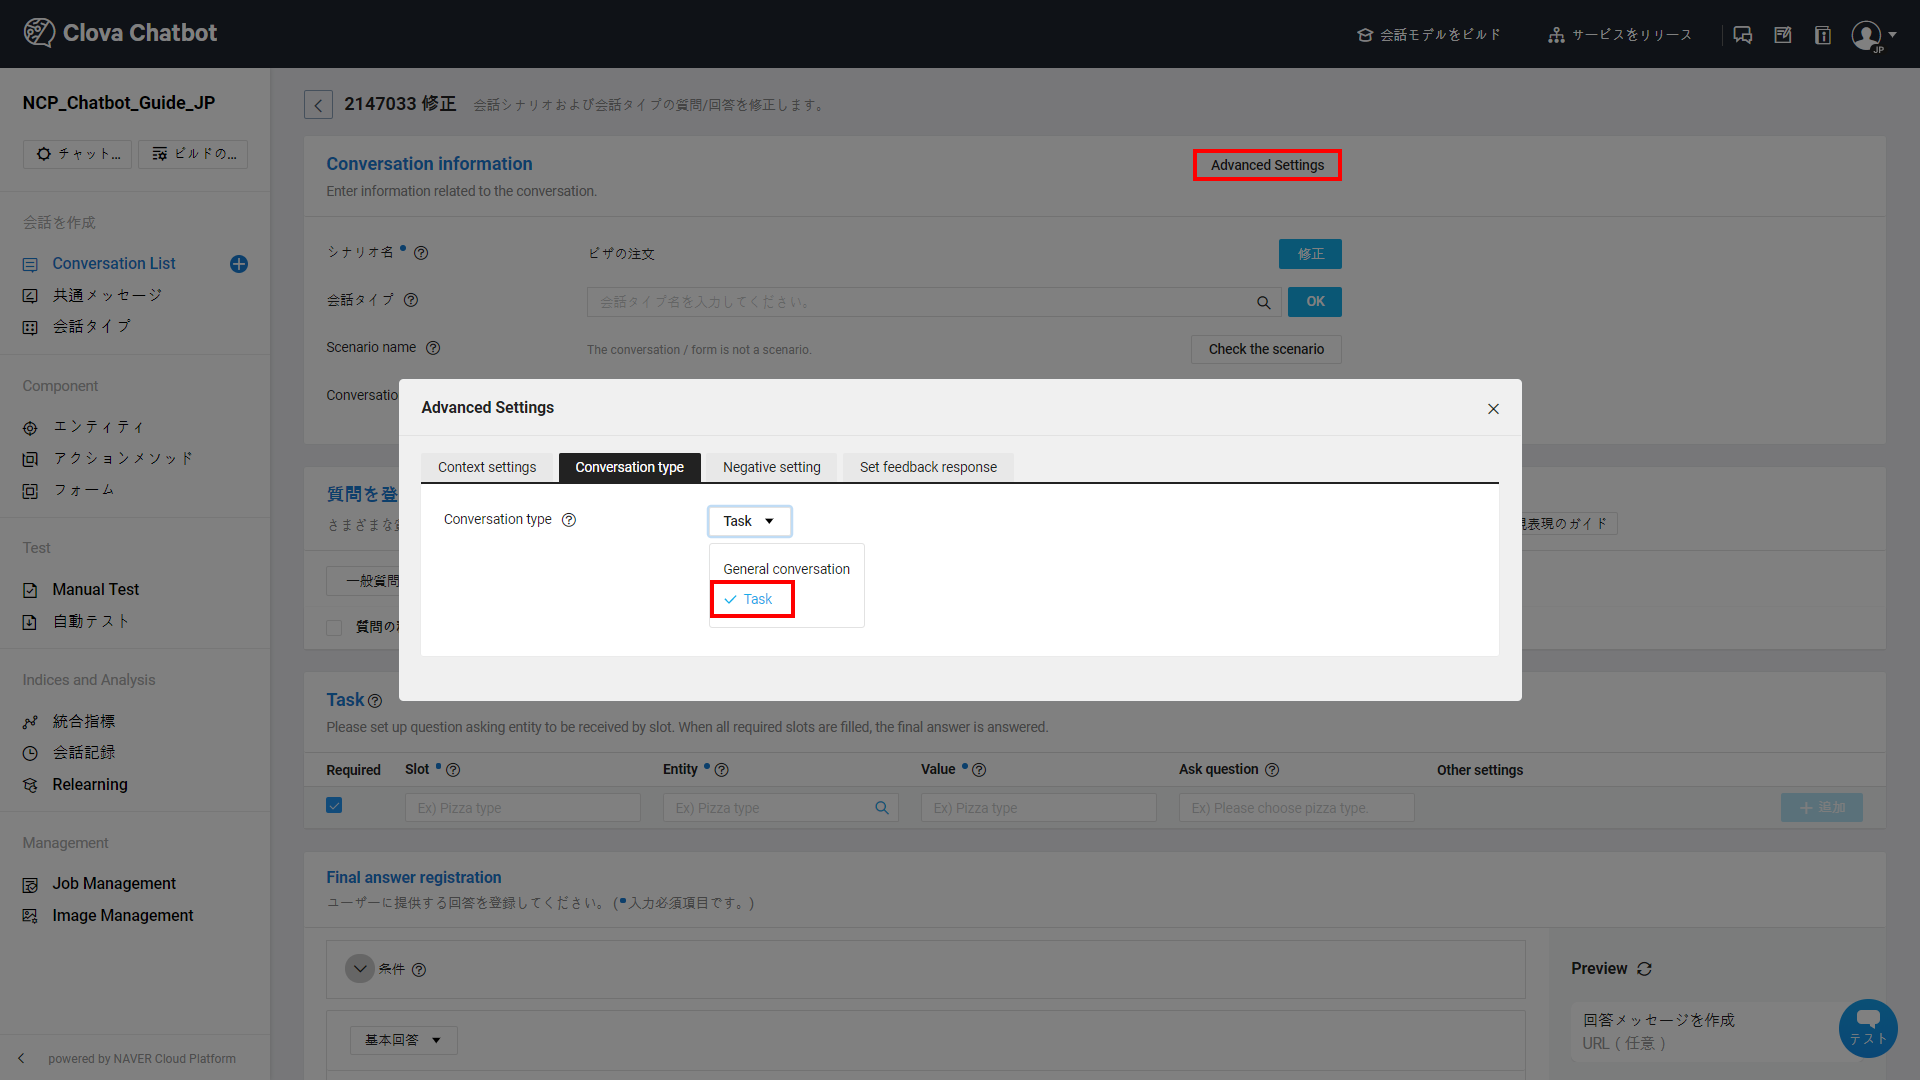 Clova Chatbot
会話モデルをビルド
サービスをリリース
JP
NCP_Chatbot_Guide_JP
チャット...
ビルドの...
会話を作成
Conversation List
共通メッセージ
会話タイプ
Component
エンティティ
アクションメソッド
フォーム
Test
Manual Test
自動テスト
Indices and Analysis
統合指標
会話記録
Relearning
Management
Job Management
Image Management
powered by NAVER Cloud Platform
2147033 修正
会話シナリオおよび会話タイプの質問/回答を修正します。
Conversation information
Advanced Settings
Enter information related to the conversation.
シナリオ名
ピザの注文
修正
会話タイプ
会話タイプ名を入力してください。
OK
Scenario name
The conversation / form is not a scenario.
Check the scenario
Conversatio
Advanced Settings
Context settings
Conversation type
Negative setting
Set feedback response
Conversation type
Task
General conversation
Task
質問を登
さまざまな
表現のガイド
一般質問
質問の
Task
Please set up question asking entity to be received by slot. When all required slots are filled, the final answer is answered.
Required
Slot
Entity
Value
Ask question
Other settings
Ex) Pizza type
Ex) Pizza type
Ex) Pizza type
Ex) Please choose pizza type.
+ 追加
Final answer registration
ユーザーに提供する回答を登録してください。 (入力必須項目です。)
条件
基本回答
Preview
回答メッセージを作成
URL ( 任意 )
テスト